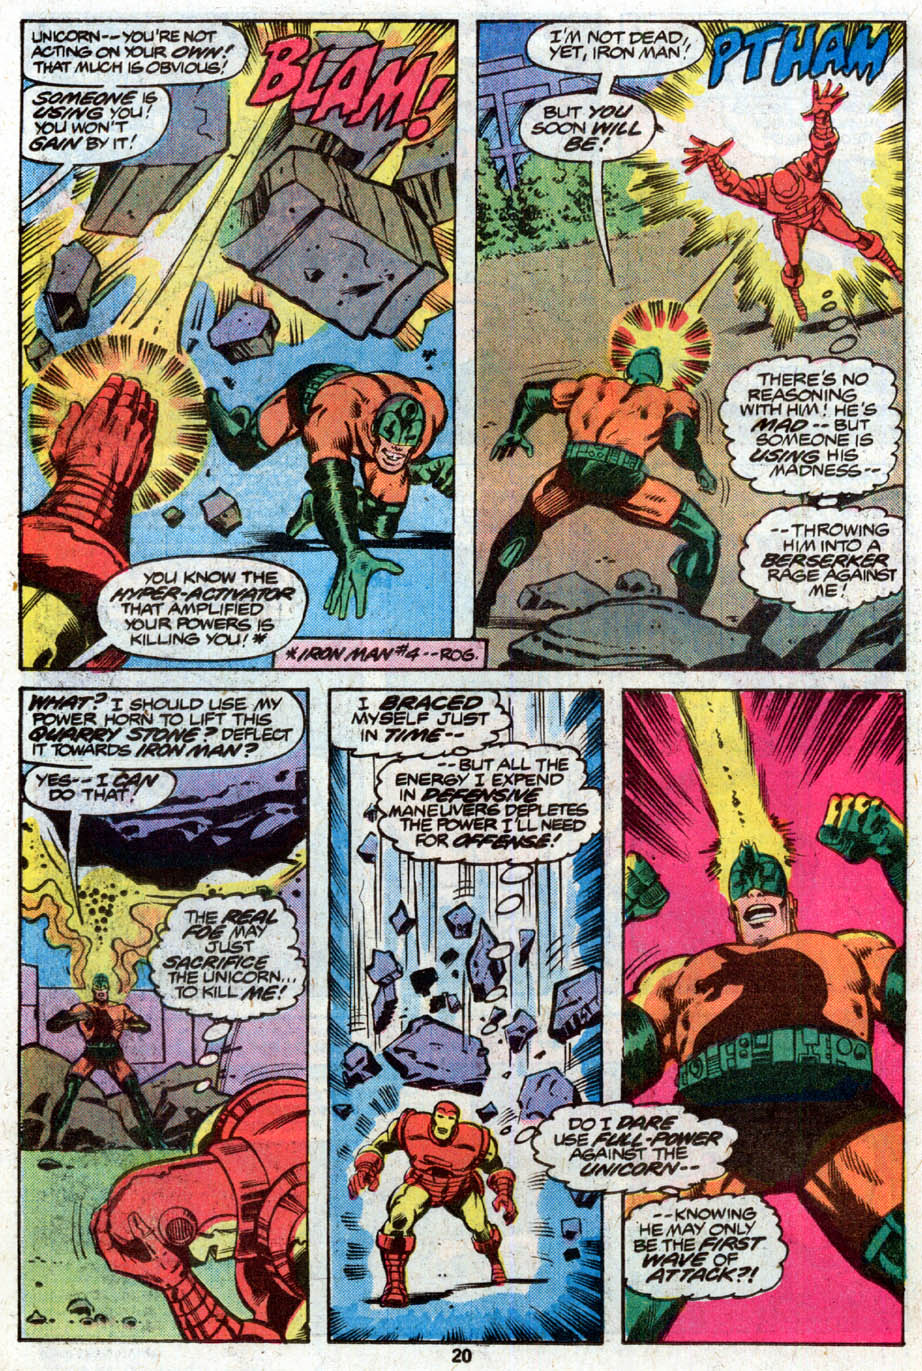 UNICORN--YOU'RE NOT
ACTING ON YOUR OWN!
THAT MUCH IS OBVIOUS!
SOMEONE IS
USING YOU!
YOU WON'T
GAIN BY IT!
BLAM!
YOU KNOW THE
HYPER-ACTIVATOR
THAT AMPLIFIED
YOUR POWERS IS
KILLING YOU!*
*IRON MAN #4--ROG.
I'M NOT DEAD,
YET, IRON MAN!
BUT YOU
SOON WILL
BE!
PTHAM
THERE'S NO
REASONING
WITH HIM! HE'S
MAD--BUT
SOMEONE IS
USING HIS
MADNESS--
--THROWING
HIM INTO A
BERSERKER
RAGE AGAINST
ME!
WHAT? I SHOULD USE MY
POWER HORN TO LIFT THIS
QUARRY STONE? DEFLECT
IT TOWARDS IRON MAN?
YES--I CAN
DO THAT!
THE REAL
FOE MAY
JUST
SACRIFICE
THE UNICORN...
TO KILL ME!
I BRACED
MYSELF JUST
IN TIME--
--BUT ALL THE
ENERGY I EXPEND
IN DEFENSIVE
MANEUVERS DEPLETES
THE POWER I'LL NEED
FOR OFFENSE!
DO I DARE
USE FULL-POWER
AGAINST THE
UNICORN--
--KNOWING
HE MAY ONLY
BE THE FIRST
WAVE OF
ATTACK?!
20